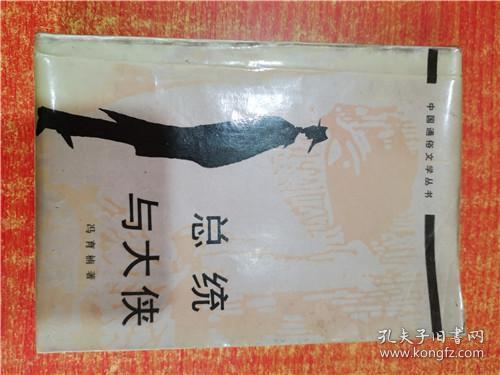 中国通俗文学丛书
总统
与大侠
冯育楠著
孔夫子旧书网
www.kongfz.com